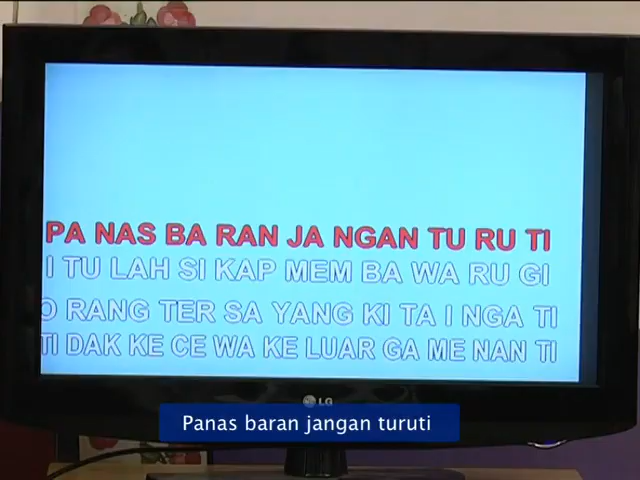 PA NAS BA RAN JA NGAN TU RU TI
I TU LAH SI KAP MEM BA WA RU GI
O RANG TER SA YANG KI TA I NGA TI
TI DAK KE CE WA KE LUAR GA ME NAN TI
LG
Panas baran jangan turuti